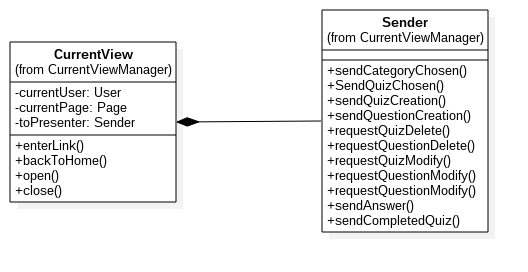 CurrentView
(from CurrentViewManager)
-currentUser: User
-currentPage: Page
-toPresenter: Sender
+enterLink()
+backToHome()
+open()
+close()
Sender
(from CurrentViewManager)
+sendCategoryChosen()
+SendQuizChosen()
+sendQuizCreation()
+sendQuestionCreation()
+requestQuizDelete()
+requestQuestionDelete()
+requestQuizModify()
+requestQuestionModify()
+requestQuestionModify()
+sendAnswer()
+sendCompletedQuiz()